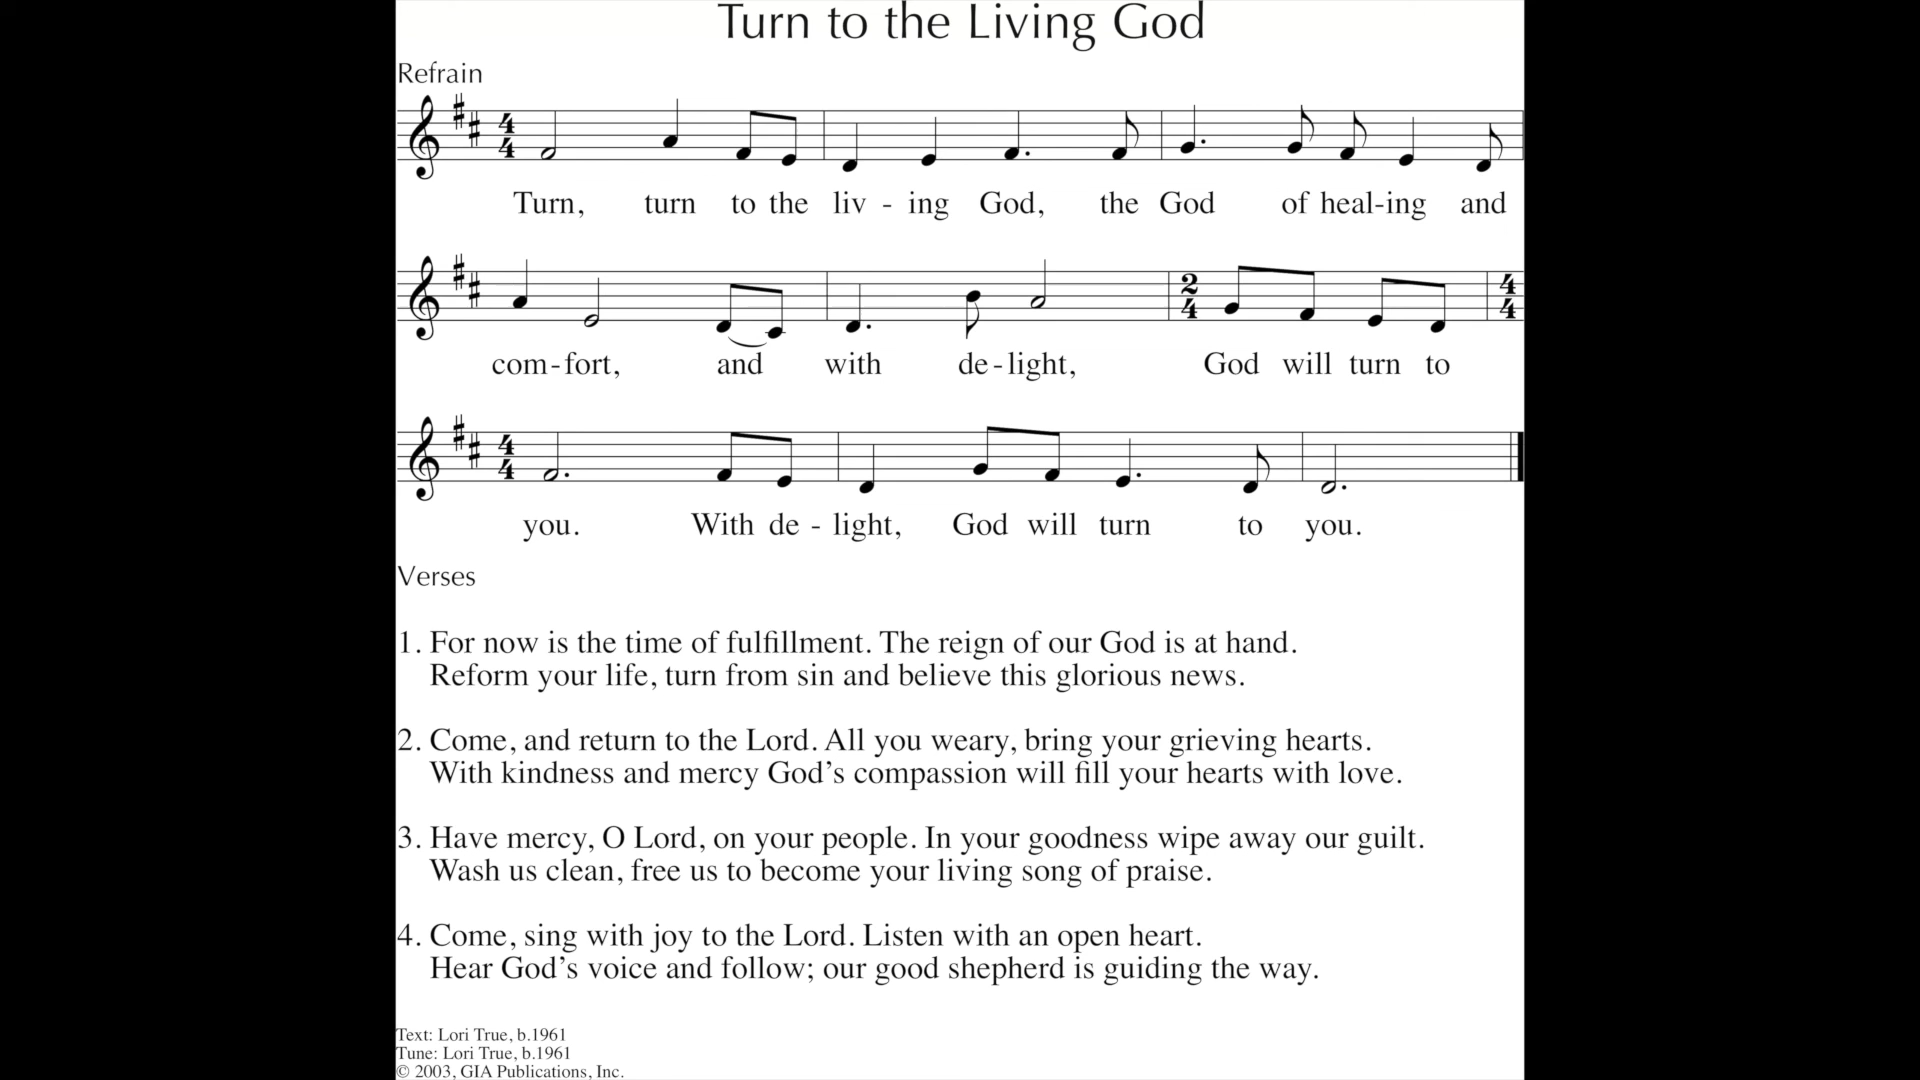 Turn to the Living God
Refrain
4 4
Turn, turn to the liv - ing God, the God of heal-ing and
2 4 4 4
com-fort, and with de-light, God will turn to
4 4
you. With de - light, God will turn to you.
Verses
1. For now is the time of fulfillment. The reign of our God is at hand.
Reform your life, turn from sin and believe this glorious news.
2. Come, and return to the Lord. All you weary, bring your grieving hearts.
With kindness and mercy God’s compassion will fill your hearts with love.
3. Have mercy, O Lord, on your people. In your goodness wipe away our guilt.
Wash us clean, free us to become your living song of praise.
4. Come, sing with joy to the Lord. Listen with an open heart.
Hear God’s voice and follow; our good shepherd is guiding the way.
Text: Lori True, b.1961
Tune: Lori True, b.1961
© 2003, GIA Publications, Inc.